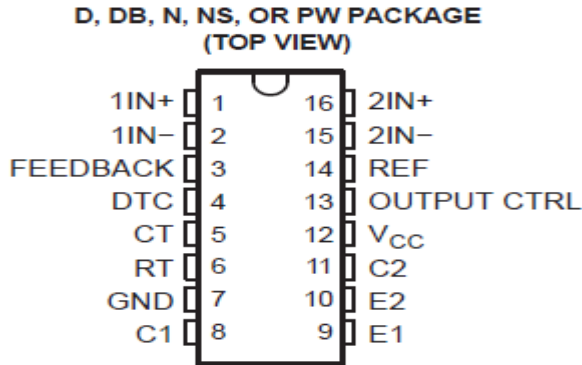 D, DB, N, NS, OR PW PACKAGE
(TOP VIEW)
1IN+ 1 16 2IN+
1IN− 2 15 2IN−
FEEDBACK 3 14 REF
DTC 4 13 OUTPUT CTRL
CT 5 12 VCC
RT 6 11 C2
GND 7 10 E2
C1 8 9 E1